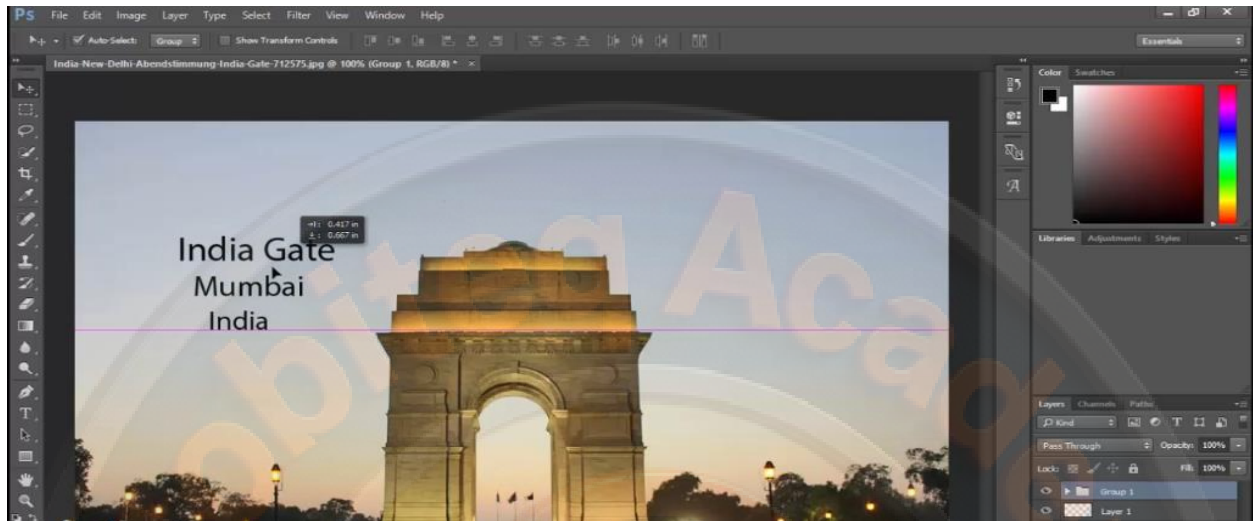 Ps File Edit Image Layer Type Select Filter View Window Help
Auto-Select: Group Show Transform Controls Essentials
India-New-Delhi-Abendstimmung-India-Gate-712575.jpg @ 100% (Group 1, RGB/8) * ×
Color Swatches
0.417 in
0.667 in
India Gate
Mumbai
India
Libraries Adjustments Styles
obiteq Acade
Layers Channels Paths
Kind
Pass Through Opacity: 100%
Lock: Fill: 100%
Group 1
Layer 1